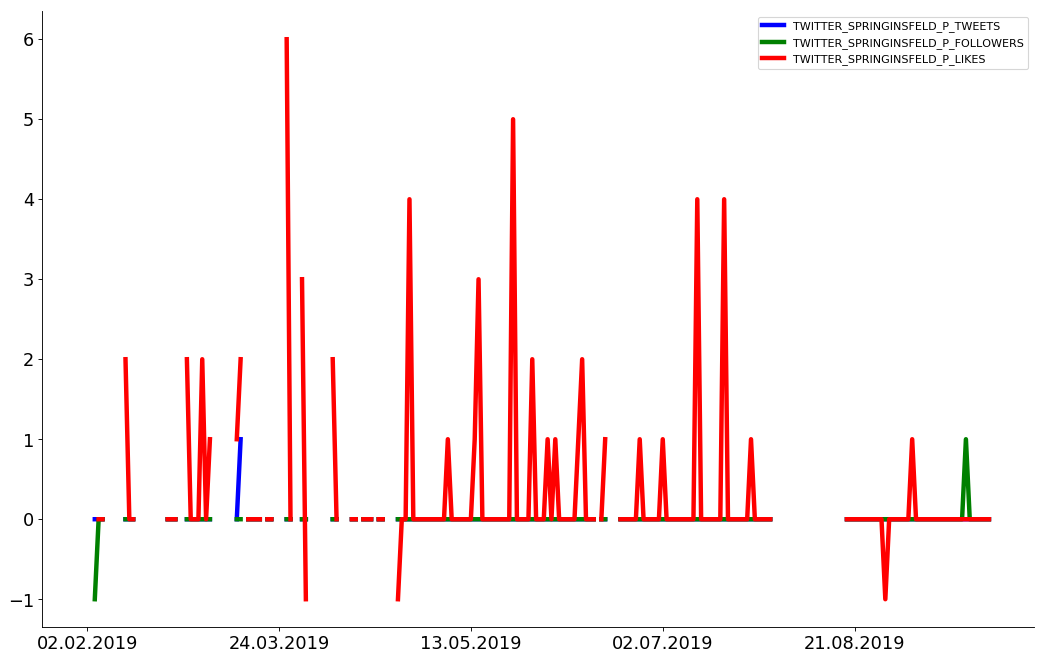 TWITTER_SPRINGINSFELD_P_TWEETS
TWITTER_SPRINGINSFELD_P_FOLLOWERS
TWITTER_SPRINGINSFELD_P_LIKES
6
5
4
3
2
1
0
−1
02.02.2019 24.03.2019 13.05.2019 02.07.2019 21.08.2019